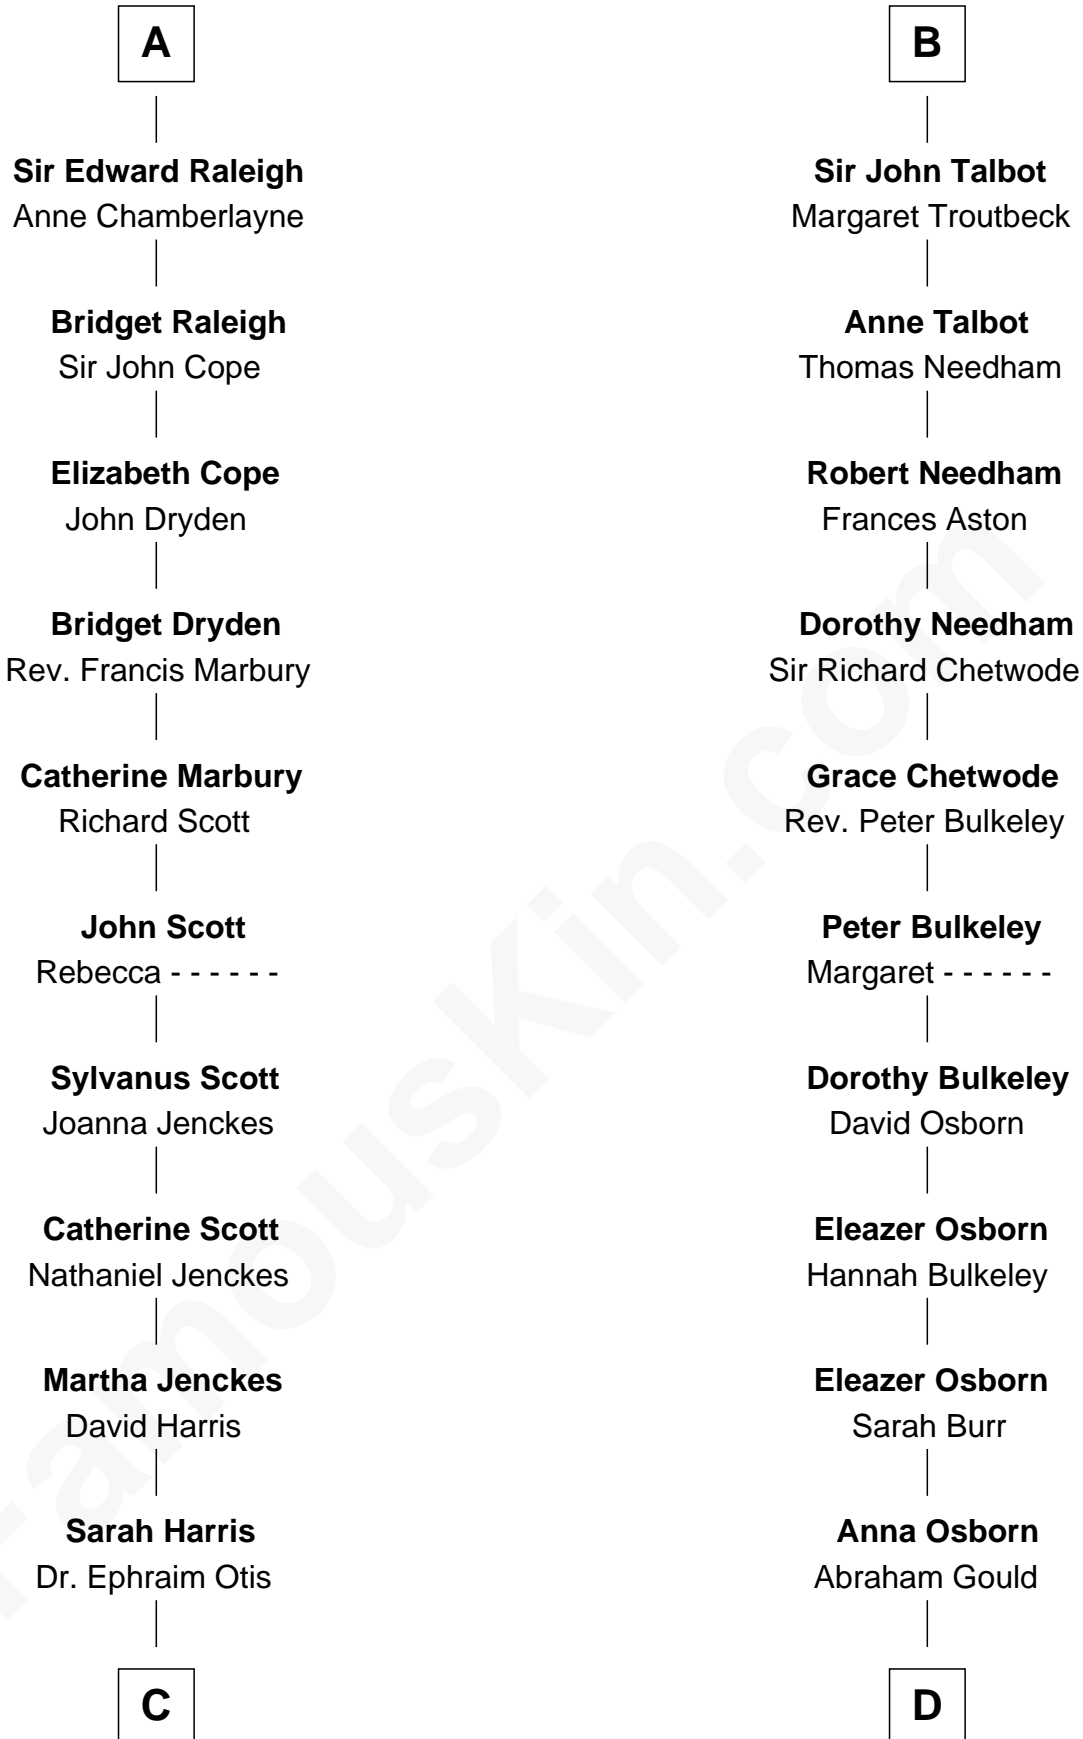 A
Sir Edward Raleigh
Anne Chamberlayne
Bridget Raleigh
Sir John Cope
Elizabeth Cope
John Dryden
Bridget Dryden
Rev. Francis Marbury
Catherine Marbury
Richard Scott
John Scott
Rebecca - - - - - -
Sylvanus Scott
Joanna Jenckes
Catherine Scott
Nathaniel Jenckes
Martha Jenckes
David Harris
Sarah Harris
Dr. Ephraim Otis
C
B
Sir John Talbot
Margaret Troutbeck
Anne Talbot
Thomas Needham
Robert Needham
Frances Aston
Dorothy Needham
Sir Richard Chetwode
Grace Chetwode
Rev. Peter Bulkeley
Peter Bulkeley
Margaret - - - - - -
Dorothy Bulkeley
David Osborn
Eleazer Osborn
Hannah Bulkeley
Eleazer Osborn
Sarah Burr
Anna Osborn
Abraham Gould
D
FamousKin.com